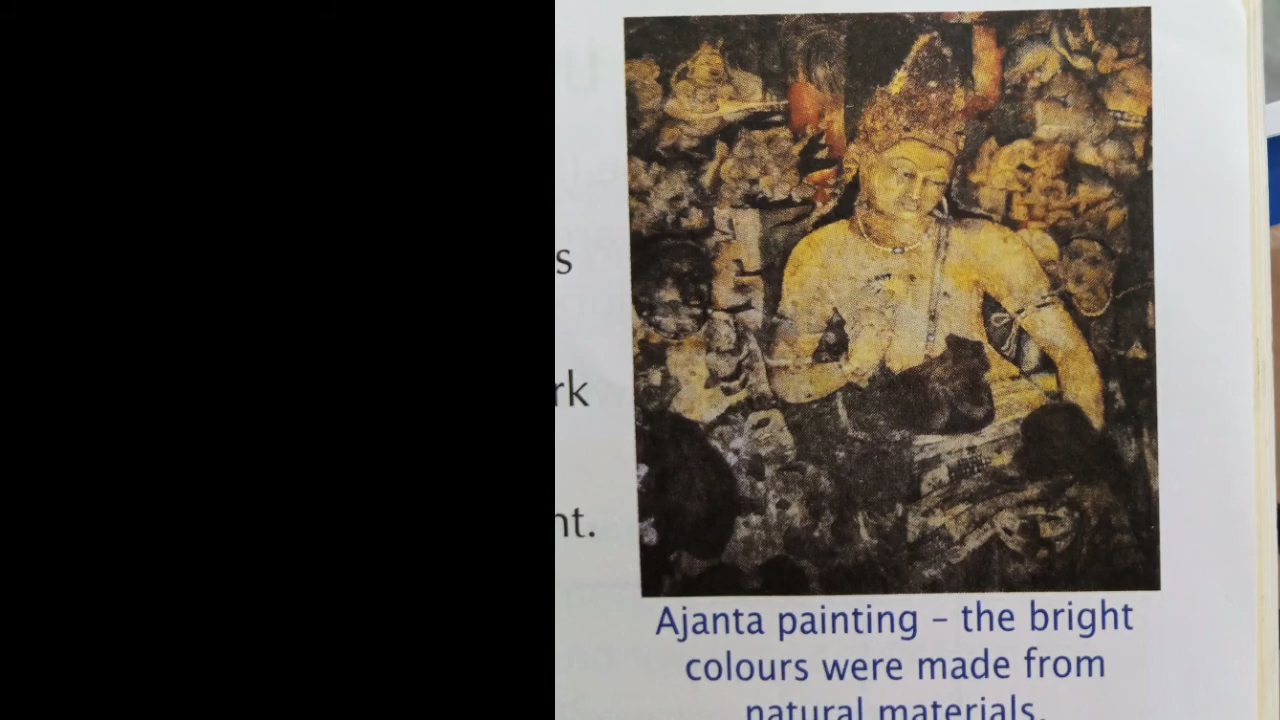 s
rk
nt.
Ajanta painting – the bright
colours were made from
natural materials.